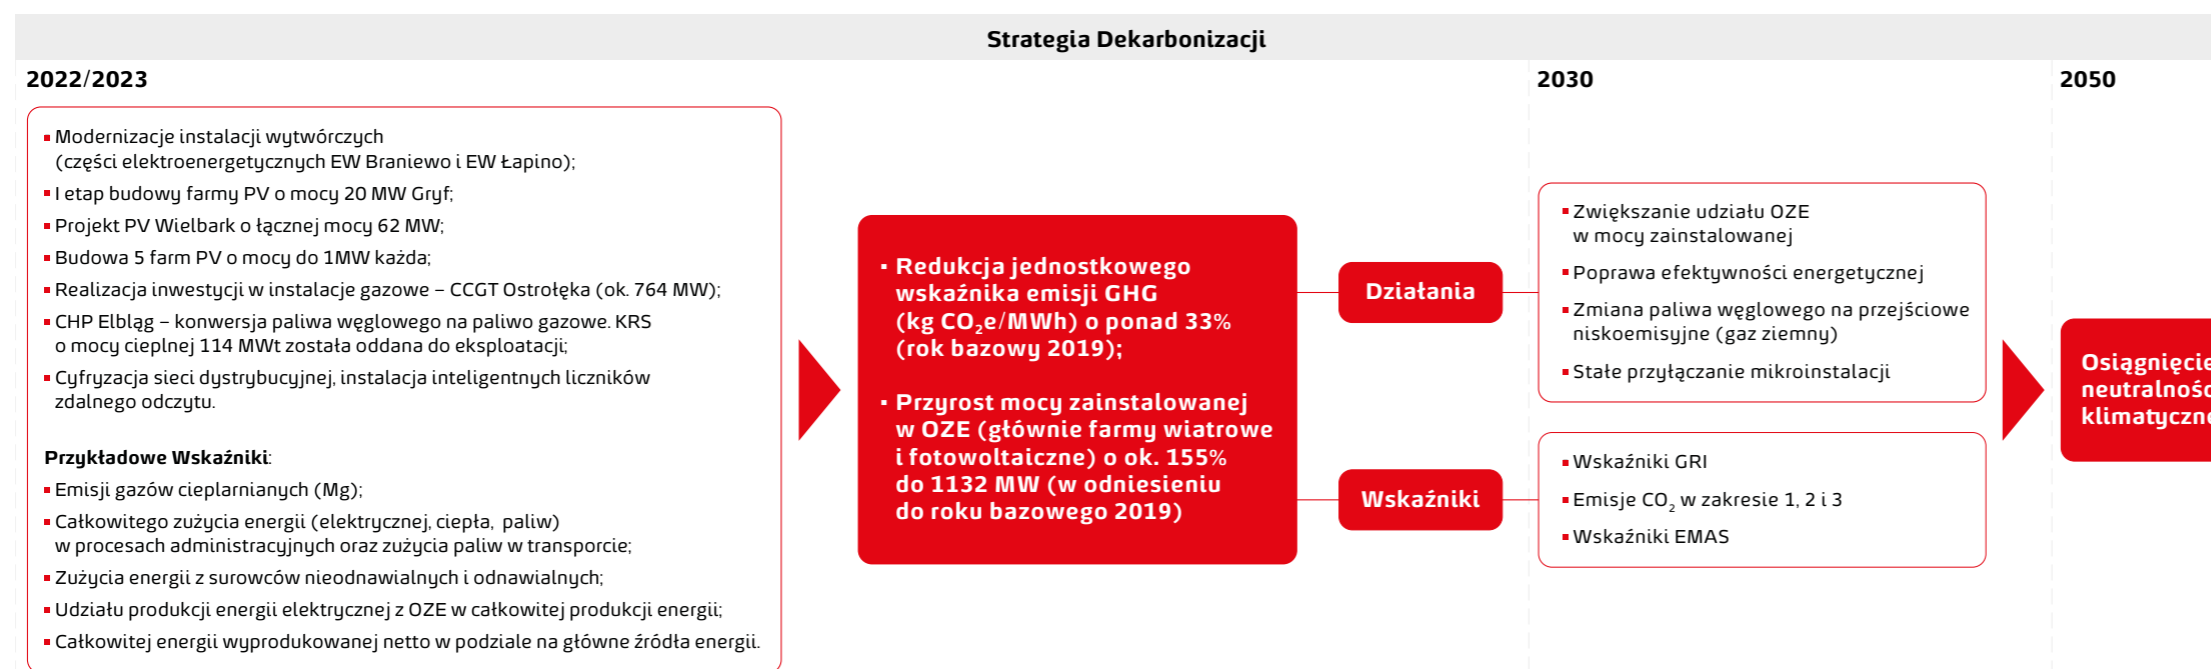 Strategia Dekarbonizacji
2022/2023
▪ Modernizacje instalacji wytwórczych
(części elektroenergetycznych EW Braniewo i EW Łapino);
▪ I etap budowy farmy PV o mocy 20 MW Gryf;
▪ Projekt PV Wielbark o łącznej mocy 62 MW;
▪ Budowa 5 farm PV o mocy do 1MW każda;
▪ Realizacja inwestycji w instalacje gazowe – CCGT Ostrołęka (ok. 764 MW);
▪ CHP Elbląg – konwersja paliwa węglowego na paliwo gazowe. KRS
o mocy cieplnej 114 MWt została oddana do eksploatacji;
▪ Cyfryzacja sieci dystrybucyjnej, instalacja inteligentnych liczników
zdalnego odczytu.
Przykładowe Wskaźniki:
▪ Emisji gazów cieplarnianych (Mg);
▪ Całkowitego zużycia energii (elektrycznej, ciepła, paliw)
w procesach administracyjnych oraz zużycia paliw w transporcie;
▪ Zużycia energii z surowców nieodnawialnych i odnawialnych;
▪ Udziału produkcji energii elektrycznej z OZE w całkowitej produkcji energii;
▪ Całkowitej energii wyprodukowanej netto w podziale na główne źródła energii.
▪ Redukcja jednostkowego
wskaźnika emisji GHG
(kg CO₂e/MWh) o ponad 33%
(rok bazowy 2019);
▪ Przyrost mocy zainstalowanej
w OZE (głównie farmy wiatrowe
i fotowoltaiczne) o ok. 155%
do 1132 MW (w odniesieniu
do roku bazowego 2019)
Działania
Wskaźniki
2030
▪ Zwiększanie udziału OZE
w mocy zainstalowanej
▪ Poprawa efektywności energetycznej
▪ Zmiana paliwa węglowego na przejściowe
niskoemisyjne (gaz ziemny)
▪ Stałe przyłączanie mikroinstalacji
▪ Wskaźniki GRI
▪ Emisje CO₂ w zakresie 1, 2 i 3
▪ Wskaźniki EMAS
2050
Osiągnięcie
neutralnośc
klimatyczne